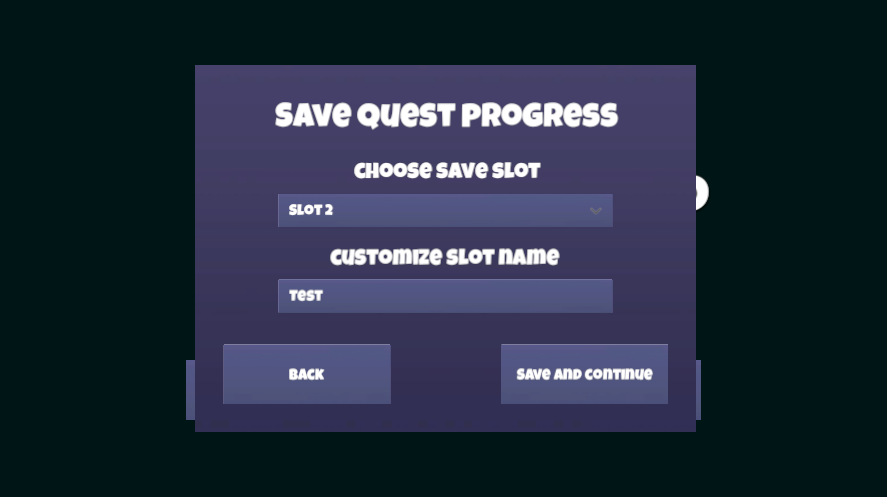 Save Quest Progress
Choose Save Slot
Slot 2
Customize Slot Name
Test
Back
Save and Continue